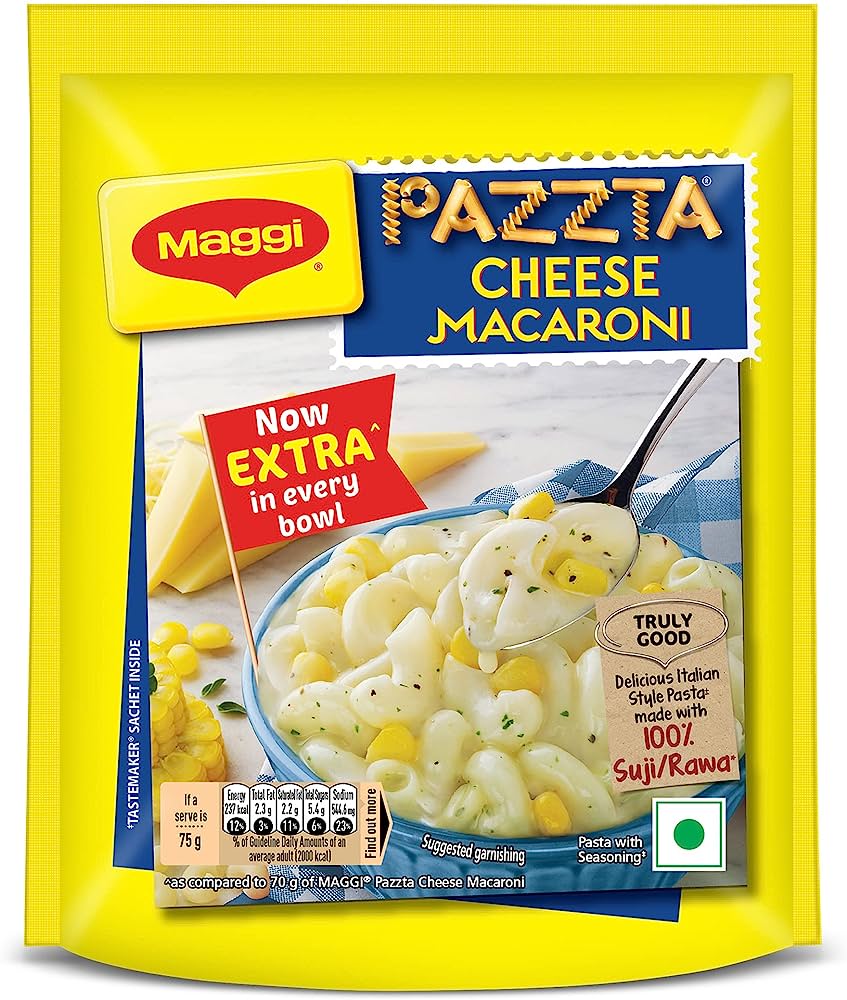 Maggi®
PAZZTA®
CHEESE
MACARONI
Now
EXTRA^
in every
bowl
TRULY
GOOD
Delicious Italian
Style Pasta‡
made with
100%
Suji/Rawa*
‡TASTEMAKER® SACHET INSIDE
If a
serve is
75 g
Energy Total Fat Saturated Fat Total Sugars Sodium
237 kcal 2.3 g 2.2 g 5.4 g 544.6 mg
12% 3% 11% 6% 23%
% of Guideline Daily Amounts of an
average adult (2000 kcal)
Find out more
Suggested garnishing
Pasta with
Seasoning‡
^as compared to 70 g of MAGGI® Pazzta Cheese Macaroni